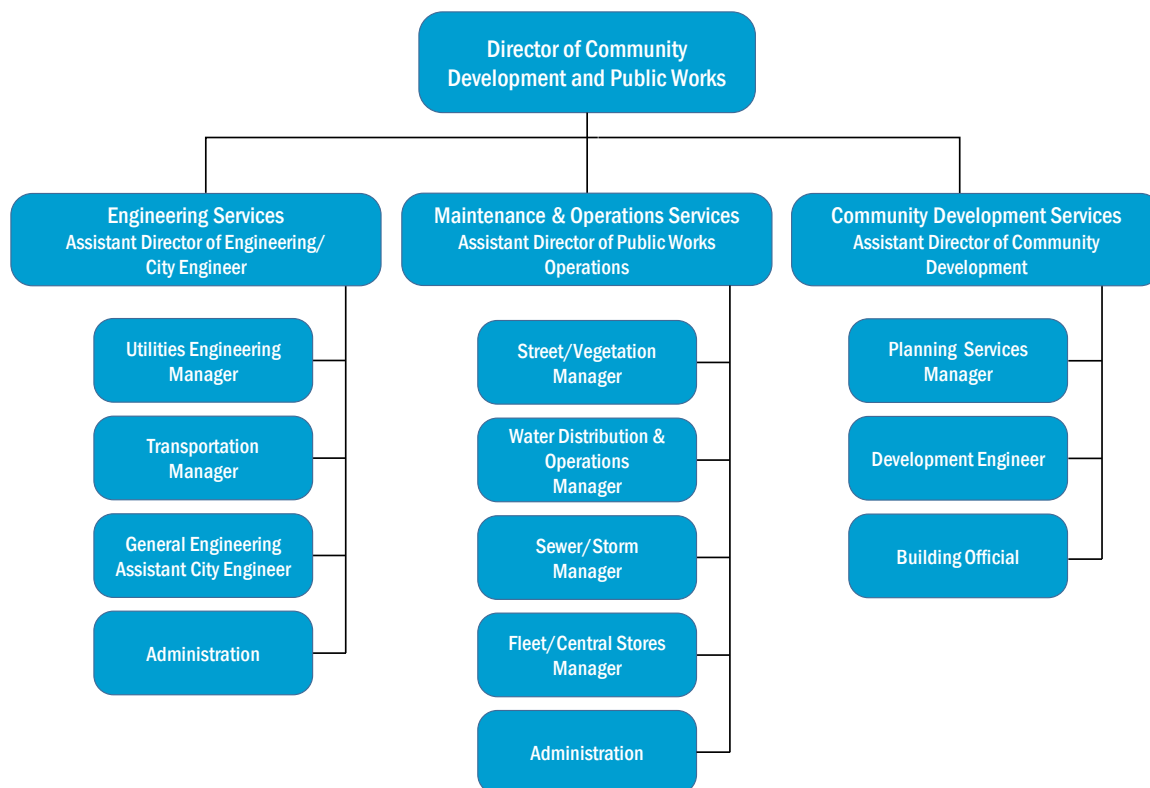 Director of Community
Development and Public Works
Engineering Services
Assistant Director of Engineering/
City Engineer
Maintenance & Operations Services
Assistant Director of Public Works
Operations
Community Development Services
Assistant Director of Community
Development
Utilities Engineering
Manager
Transportation
Manager
General Engineering
Assistant City Engineer
Administration
Street/Vegetation
Manager
Water Distribution &
Operations
Manager
Sewer/Storm
Manager
Fleet/Central Stores
Manager
Administration
Planning Services
Manager
Development Engineer
Building Official